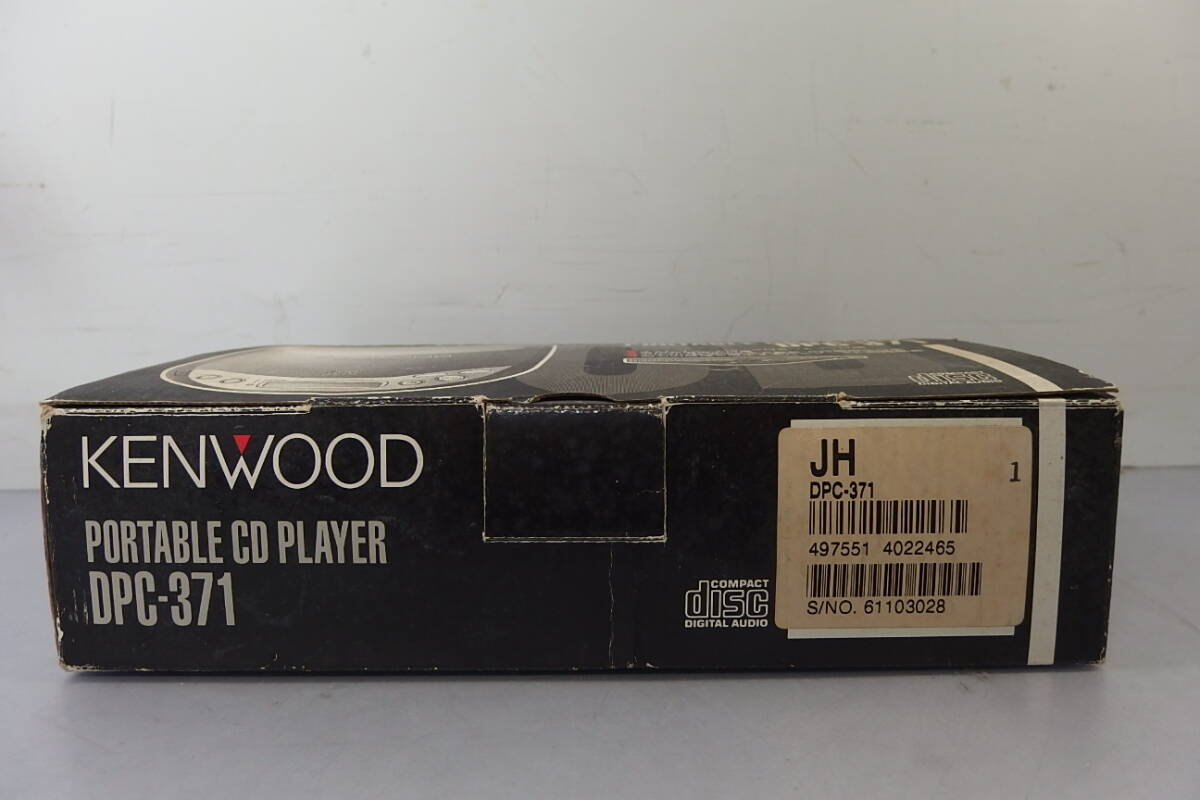 KENWOOD
PORTABLE CD PLAYER
DPC-371
COMPACT
disc
DIGITAL AUDIO
JH
1
DPC-371
497551 4022465
S/NO. 61103028